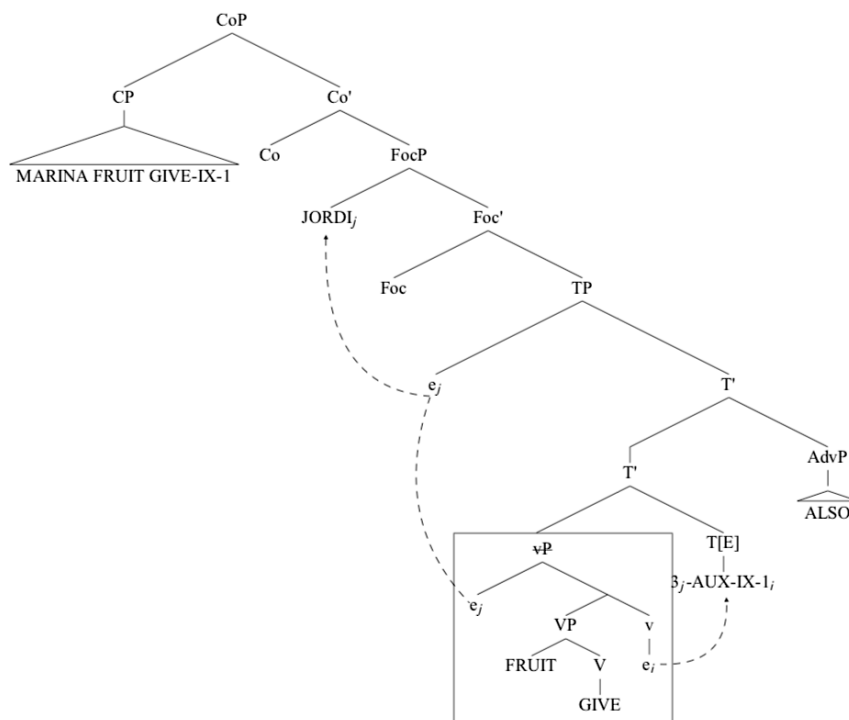 CoP
CP Co'
Co FocP
MARINA FRUIT GIVE-IX-1
JORDIj Foc'
Foc TP
ej T'
T' AdvP
ALSO
vP T[E]
ej 3j-AUX-IX-1i
VP v
FRUIT V ei
GIVE